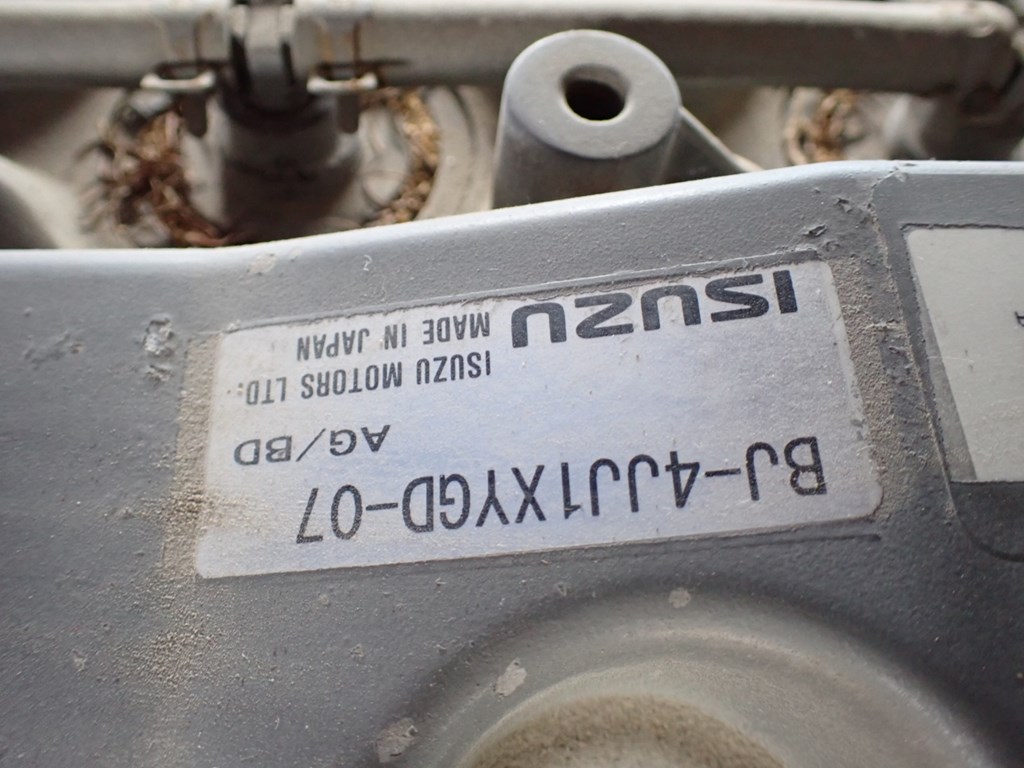 BJ-4JJ1XYGD-07
AG/BD
ISUZU MOTORS LTD.
ISUZU MADE IN JAPAN